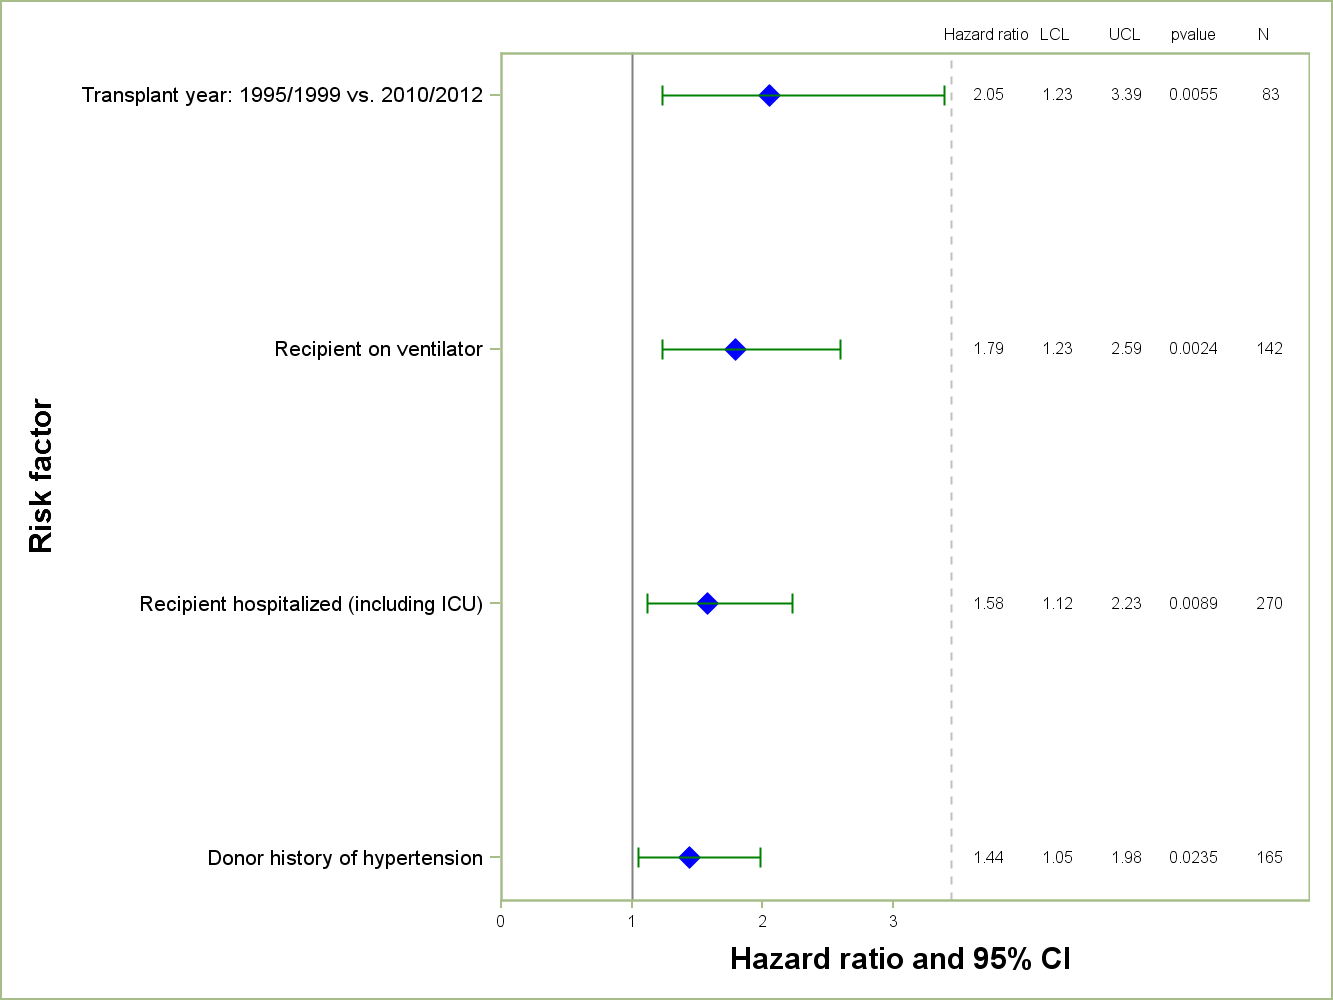 Hazard ratio LCL UCL pvalue N
Transplant year: 1995/1999 vs. 2010/2012 2.05 1.23 3.39 0.0055 83
Recipient on ventilator 1.79 1.23 2.59 0.0024 142
Risk factor
Recipient hospitalized (including ICU) 1.58 1.12 2.23 0.0089 270
Donor history of hypertension 1.44 1.05 1.98 0.0235 165
0 1 2 3
Hazard ratio and 95% CI